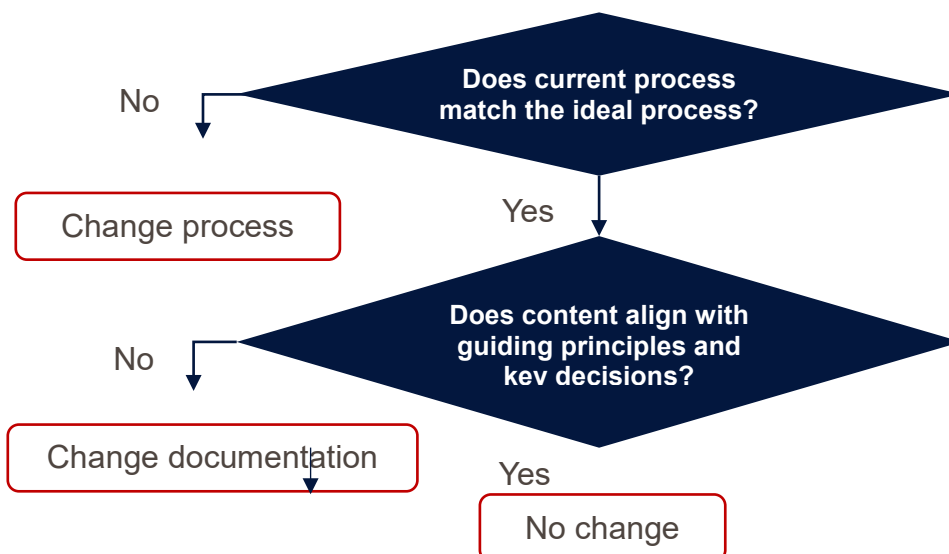 Does current process
match the ideal process?
No
Change process
Yes
Does content align with
guiding principles and
kev decisions?
No
Change documentation
Yes
No change